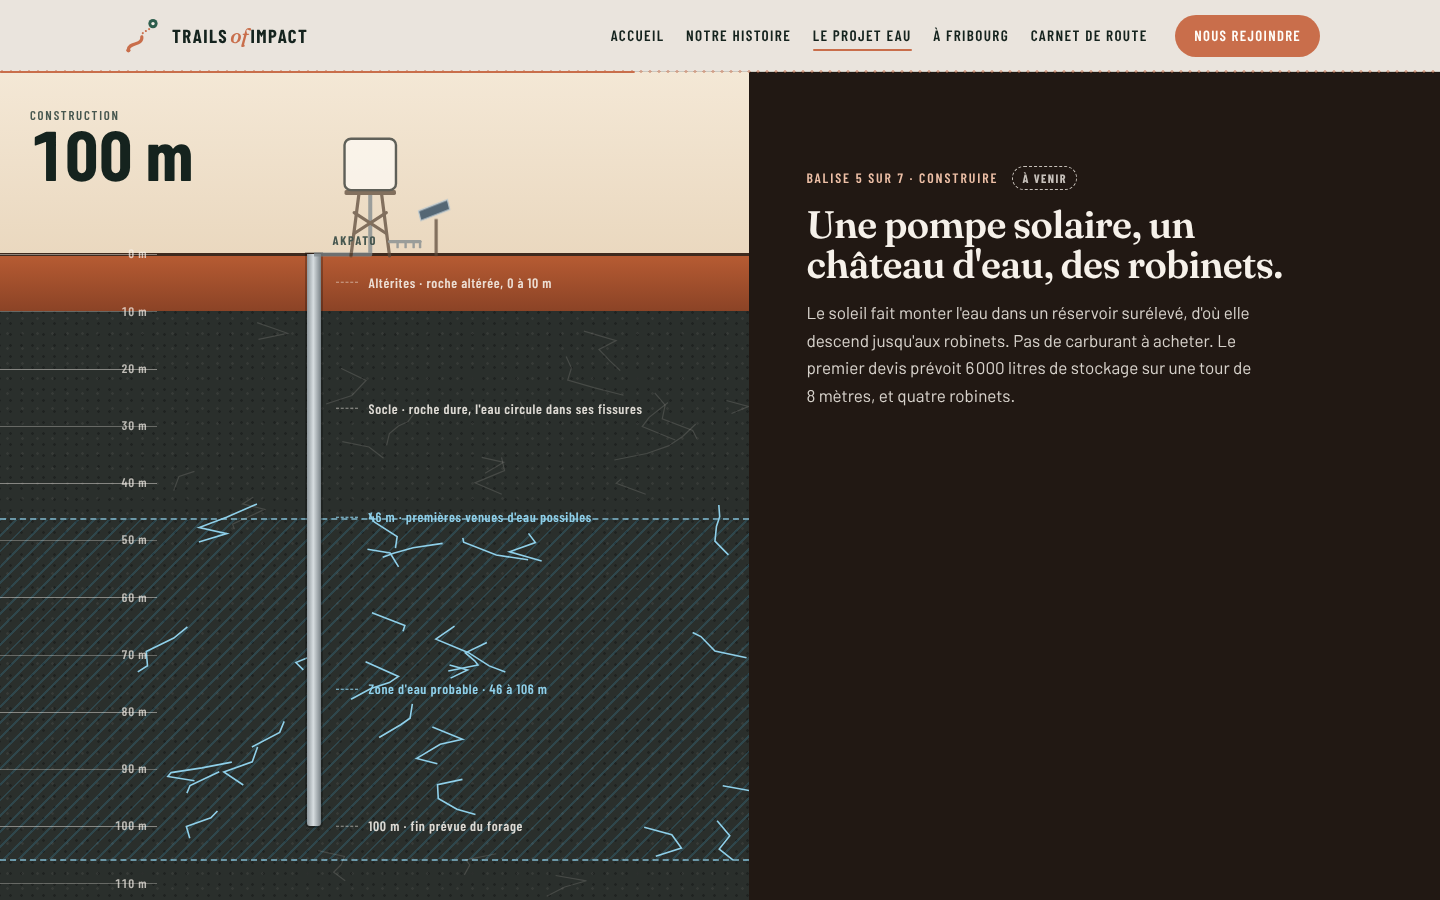 TRAILS of IMPACT
ACCUEIL
NOTRE HISTOIRE
LE PROJET EAU
À FRIBOURG
CARNET DE ROUTE
NOUS REJOINDRE
CONSTRUCTION
100 m
AKPATO
0 m
Altérites · roche altérée, 0 à 10 m
10 m
20 m
Socle · roche dure, l'eau circule dans ses fissures
30 m
40 m
46 m · premières venues d'eau possibles
50 m
60 m
70 m
Zone d'eau probable · 46 à 106 m
80 m
90 m
100 m
100 m · fin prévue du forage
110 m
BALISE 5 SUR 7 · CONSTRUIRE
À VENIR
Une pompe solaire, un
château d'eau, des robinets.
Le soleil fait monter l'eau dans un réservoir surélevé, d'où elle
descend jusqu'aux robinets. Pas de carburant à acheter. Le
premier devis prévoit 6 000 litres de stockage sur une tour de
8 mètres, et quatre robinets.